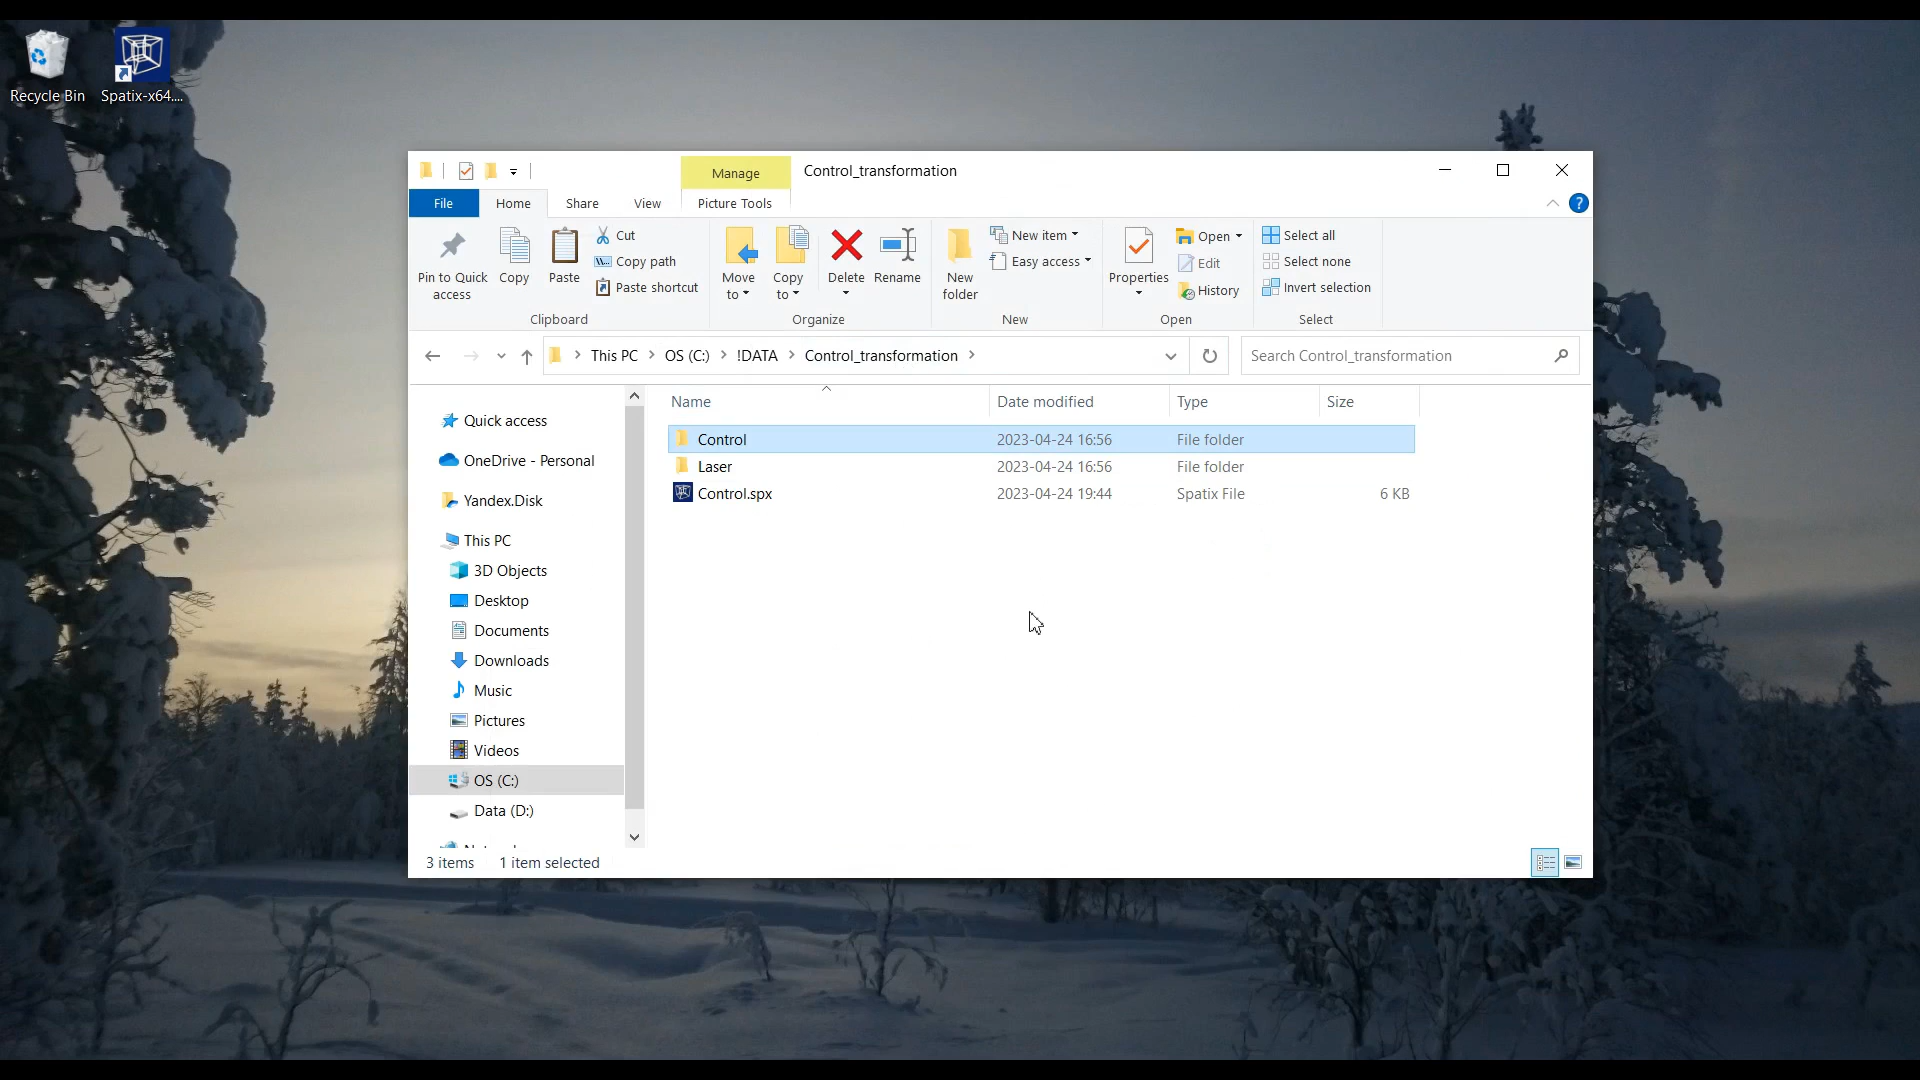 Recycle Bin
Spatix-x64....
Manage
Control_transformation
File
Home
Share
View
Picture Tools
Pin to Quick access
Copy
Paste
Cut
Copy path
Paste shortcut
Clipboard
Move to
Copy to
Delete
Rename
Organize
New folder
New item
Easy access
New
Properties
Open
Edit
History
Open
Select all
Select none
Invert selection
Select
This PC
OS (C:)
!DATA
Control_transformation
Search Control_transformation
Name
Date modified
Type
Size
Control
2023-04-24 16:56
File folder
Laser
2023-04-24 16:56
File folder
Control.spx
2023-04-24 19:44
Spatix File
6 KB
Quick access
OneDrive - Personal
Yandex.Disk
This PC
3D Objects
Desktop
Documents
Downloads
Music
Pictures
Videos
OS (C:)
Data (D:)
3 items
1 item selected